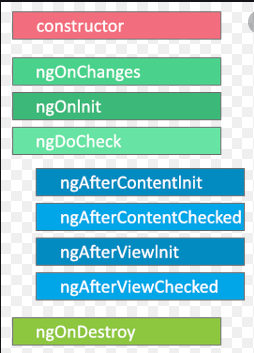 constructor
ngOnChanges
ngOnInit
ngDoCheck
ngAfterContentInit
ngAfterContentChecked
ngAfterViewInit
ngAfterViewChecked
ngOnDestroy